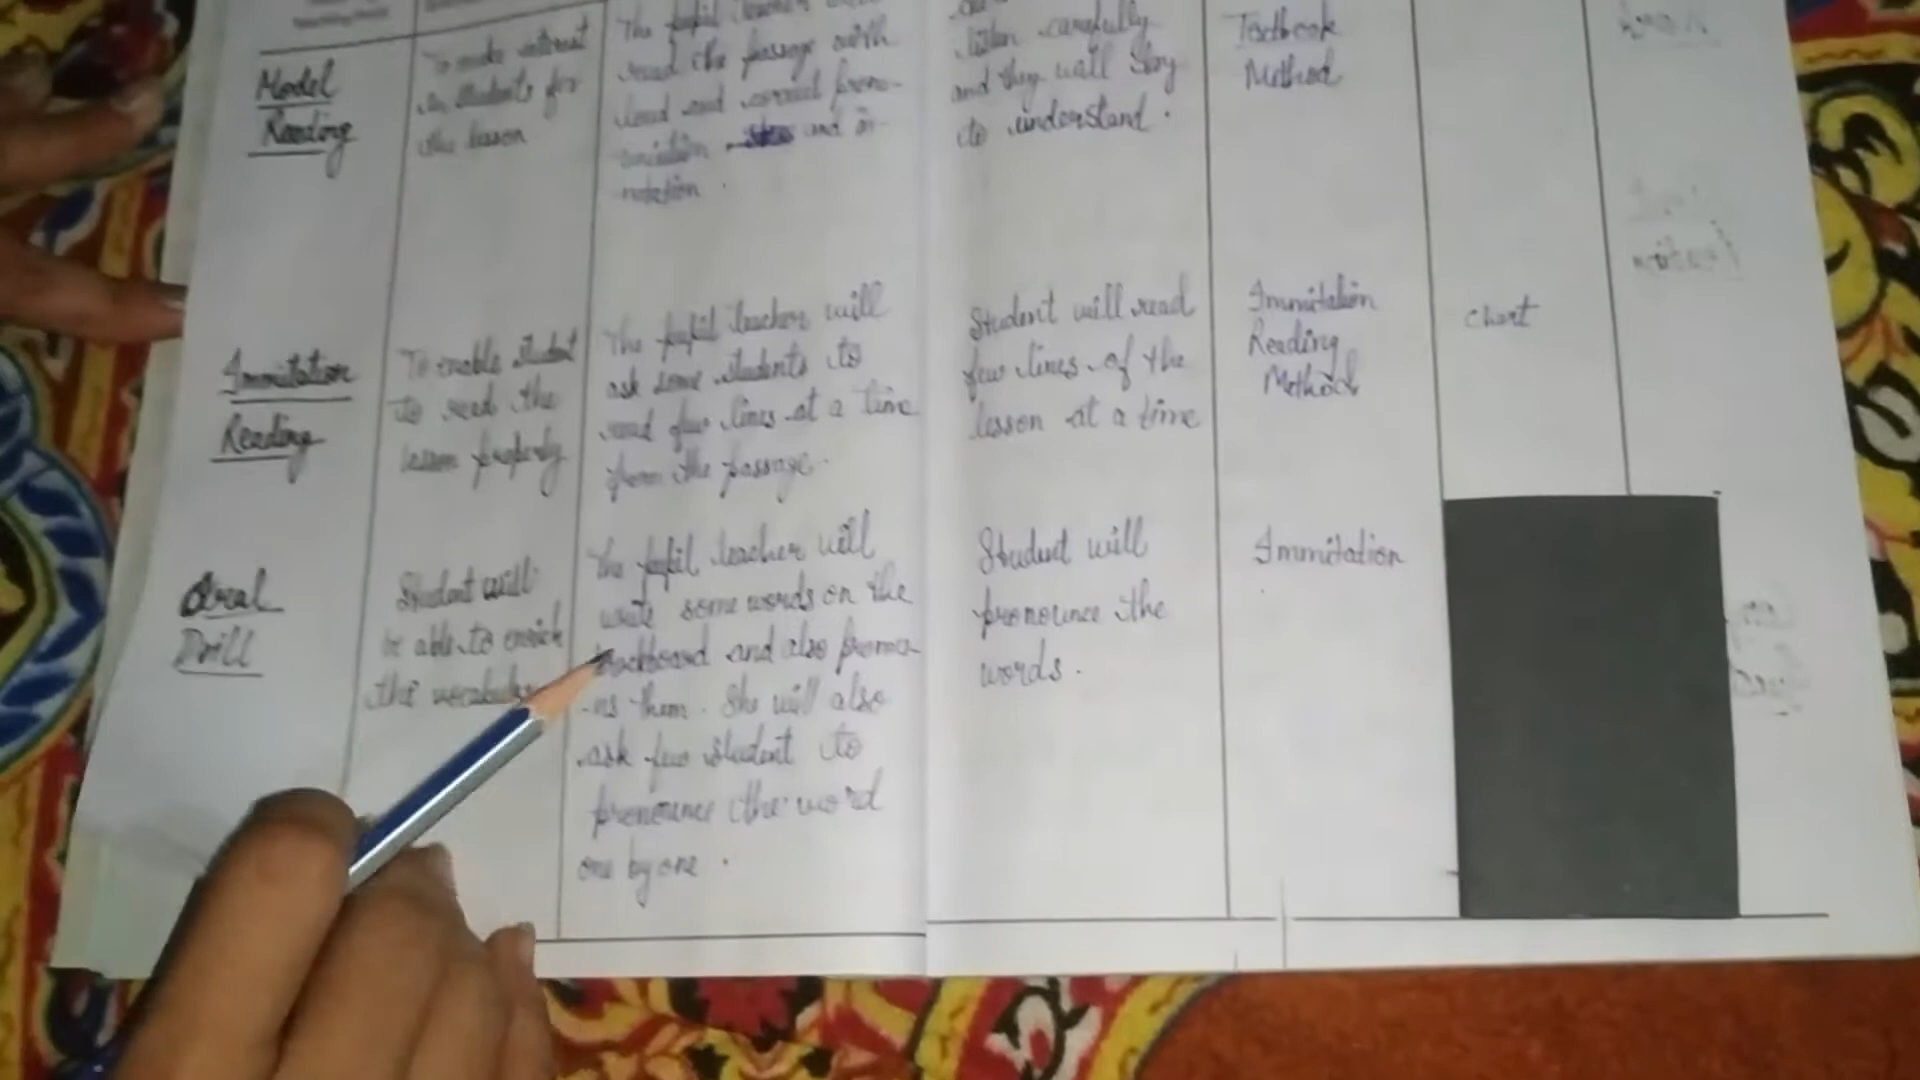 Model
Reading
To make interest
in students for
the lesson
The pupil teacher will
read the passage with
loud and correct pronu-
nciation and in-
notation.
listen carefully
and they will try
to understand.
Textbook
Method
Immitation
Reading
To enable student
to read the
lesson properly
The pupil teacher will
ask some students to
read few lines at a time
from the passage.
Student will read
few lines of the
lesson at a time
Immitation
Reading
Method
Chart
Oral
Drill
Student will
be able to enrich
the
The pupil teacher will
write some words on the
backboard and also prono-
them. She will also
ask few student to
pronounce the word
one by one.
Student will
pronounce the
words.
Immitation